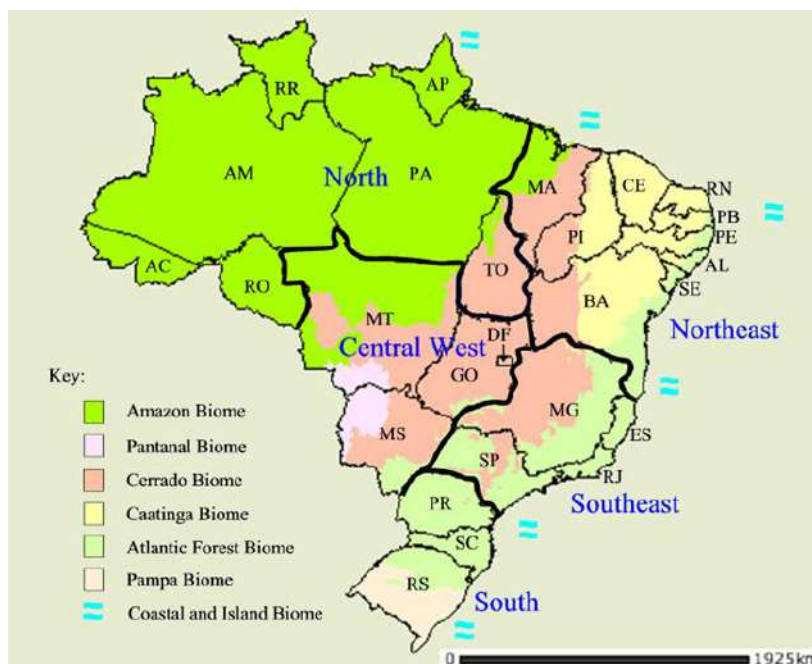 RR
AP
AM
North
PA
MA
CE
RN
PB
PI
PE
AC
TO
AL
RO
SE
BA
MT
Northeast
DF
Central West
GO
Key:
MG
Amazon Biome
ES
Pantanal Biome
MS
SP
Cerrado Biome
RJ
PR
Southeast
Caatinga Biome
SC
Atlantic Forest Biome
RS
Pampa Biome
South
Coastal and Island Biome
0 1925km